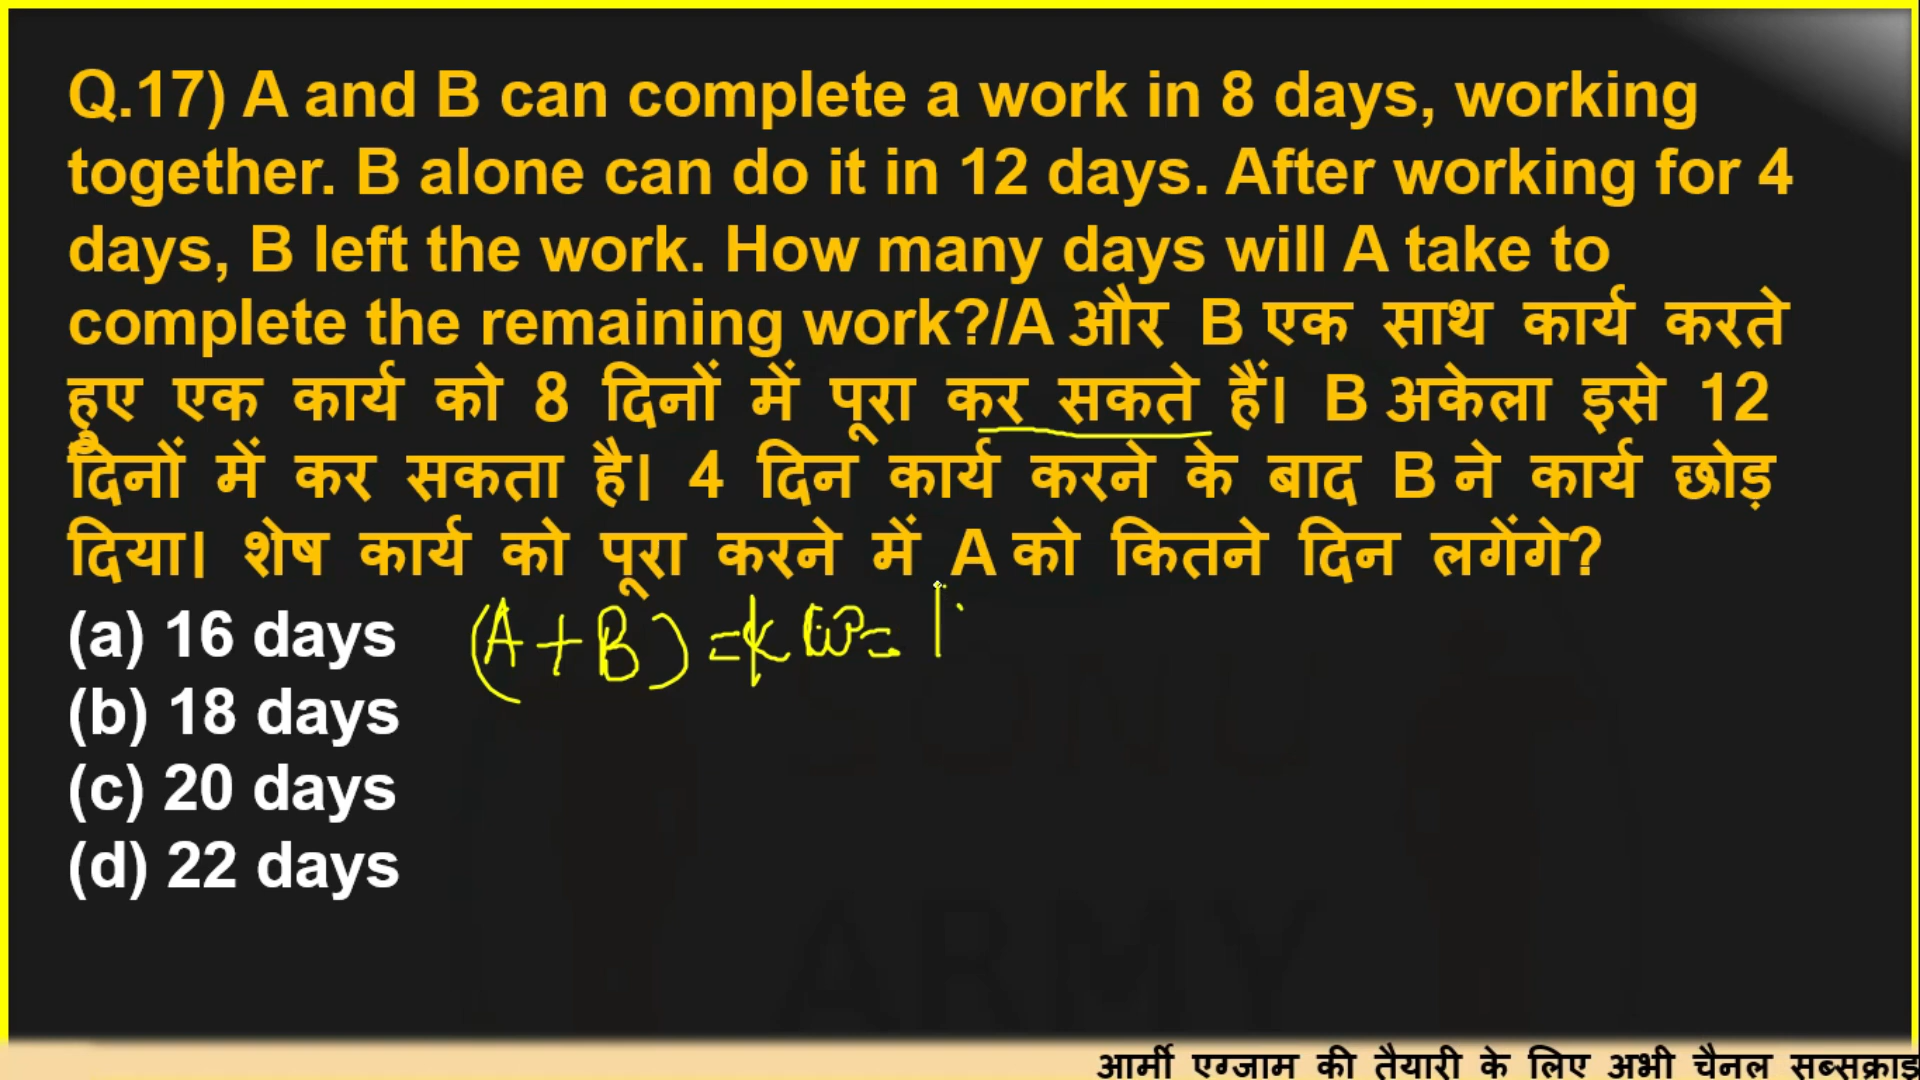 Q.17) A and B can complete a work in 8 days, working
together. B alone can do it in 12 days. After working for 4
days, B left the work. How many days will A take to
complete the remaining work?/A और B एक साथ कार्य करते
हुए एक कार्य को 8 दिनों में पूरा कर सकते हैं। B अकेला इसे 12
दिनों में कर सकता है। 4 दिन कार्य करने के बाद B ने कार्य छोड़
दिया। शेष कार्य को पूरा करने में A को कितने दिन लगेंगे?
(a) 16 days
(A+B) =
(b) 18 days
(c) 20 days
(d) 22 days
SONU
ARMY
आर्मी एग्जाम की तैयारी के लिए अभी चैनल